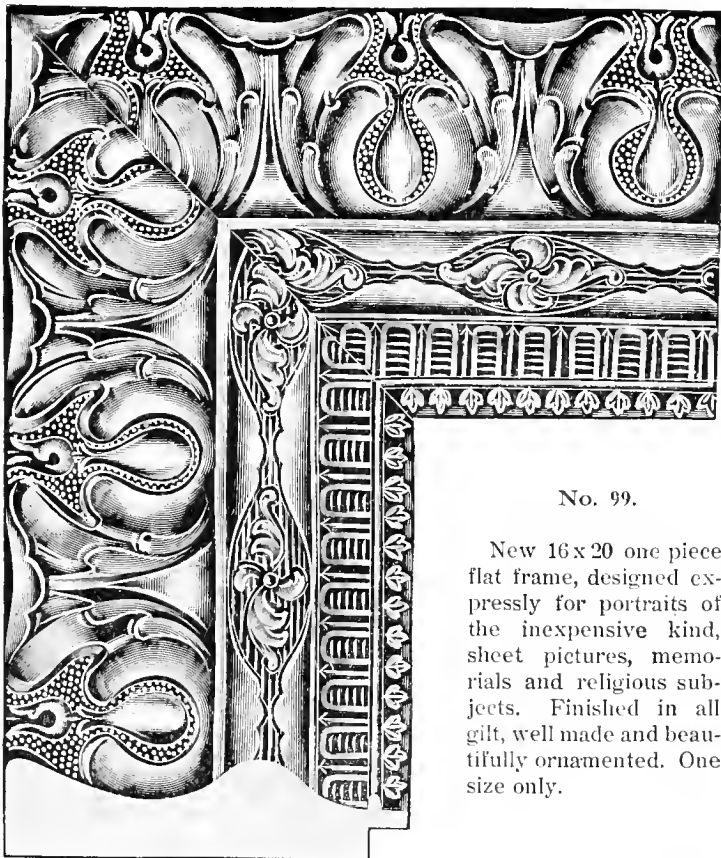 No. 99.
New 16 x 20 one piece
flat frame, designed ex-
pressly for portraits of
the inexpensive kind,
sheet pictures, memo-
rials and religious sub-
jects. Finished in all
gilt, well made and beau-
tifully ornamented. One
size only.